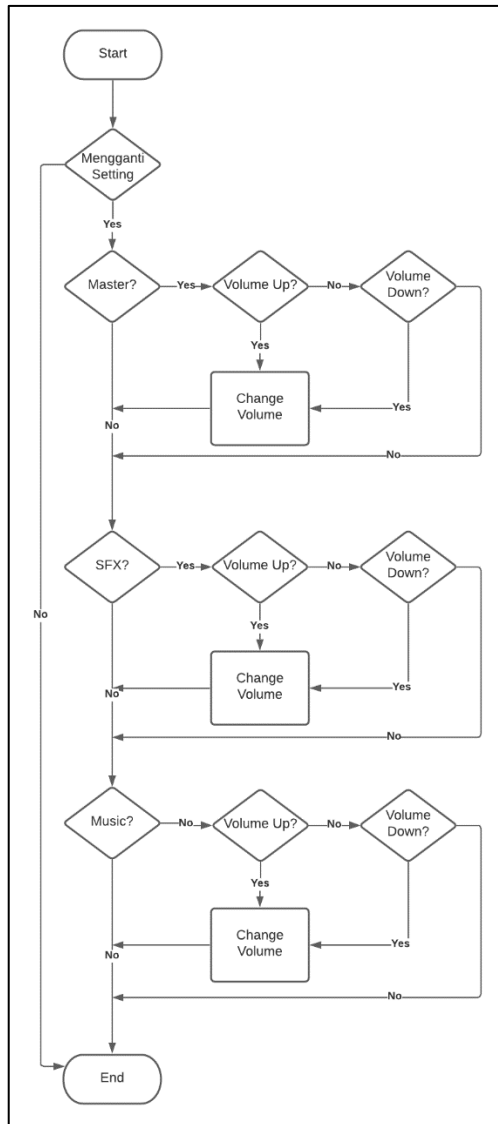 Start
Mengganti
Setting
Yes
Master?
Yes
Volume Up?
No
Volume
Down?
Yes
Change
Volume
Yes
No
No
SFX?
Yes
Volume Up?
No
Volume
Down?
No
Yes
Change
Volume
Yes
No
No
Music?
No
Volume Up?
No
Volume
Down?
Yes
Change
Volume
Yes
No
No
End